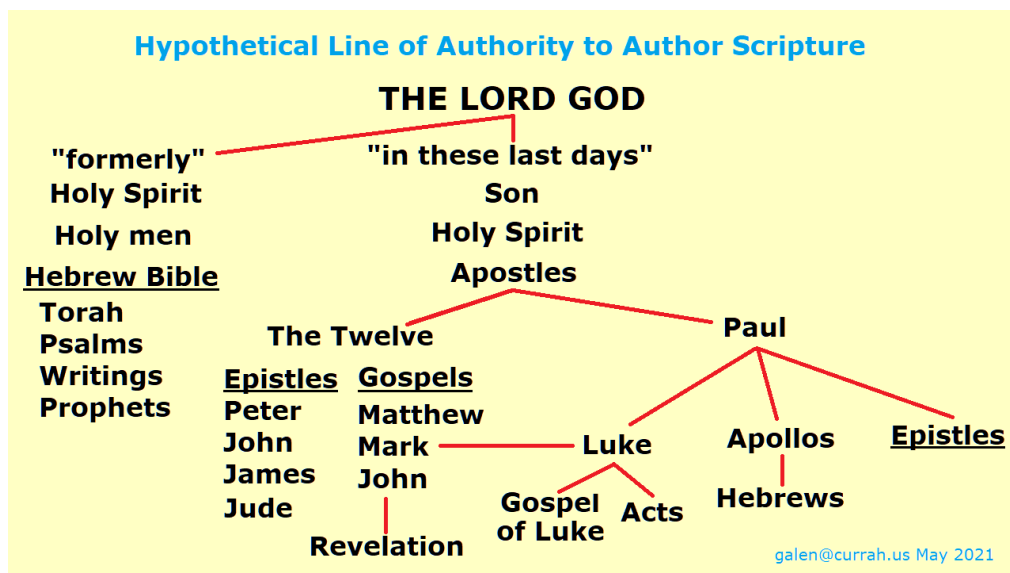 Hypothetical Line of Authority to Author Scripture
THE LORD GOD
"formerly"
Holy Spirit
Holy men
Hebrew Bible
Torah
Psalms
Writings
Prophets
"in these last days"
Son
Holy Spirit
Apostles
The Twelve
Epistles
Peter
John
James
Jude
Gospels
Matthew
Mark
John
Revelation
Paul
Luke
Gospel
of Luke
Acts
Apollos
Hebrews
Epistles
galen@currah.us May 2021